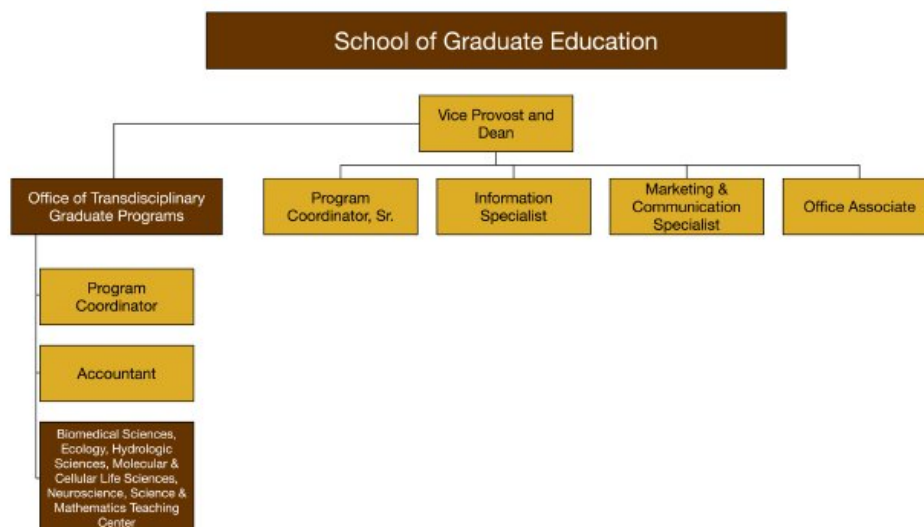 School of Graduate Education
Vice Provost and
Dean
Office of Transdisciplinary
Graduate Programs
Program
Coordinator, Sr.
Information
Specialist
Marketing &
Communication
Specialist
Office Associate
Program
Coordinator
Accountant
Biomedical Sciences,
Ecology, Hydrologic
Sciences, Molecular &
Cellular Life Sciences,
Neuroscience, Science &
Mathematics Teaching
Center